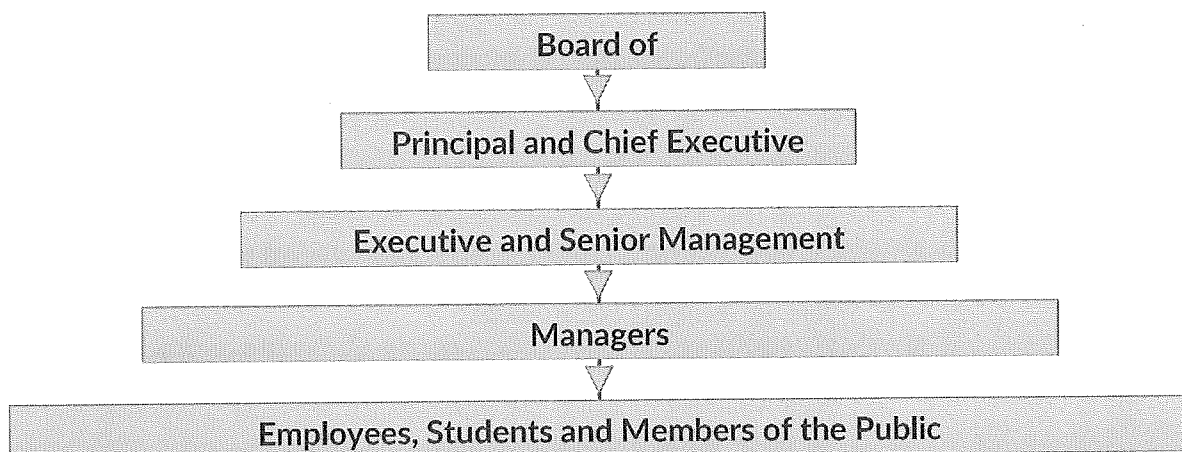 Board of
Principal and Chief Executive
Executive and Senior Management
Managers
Employees, Students and Members of the Public